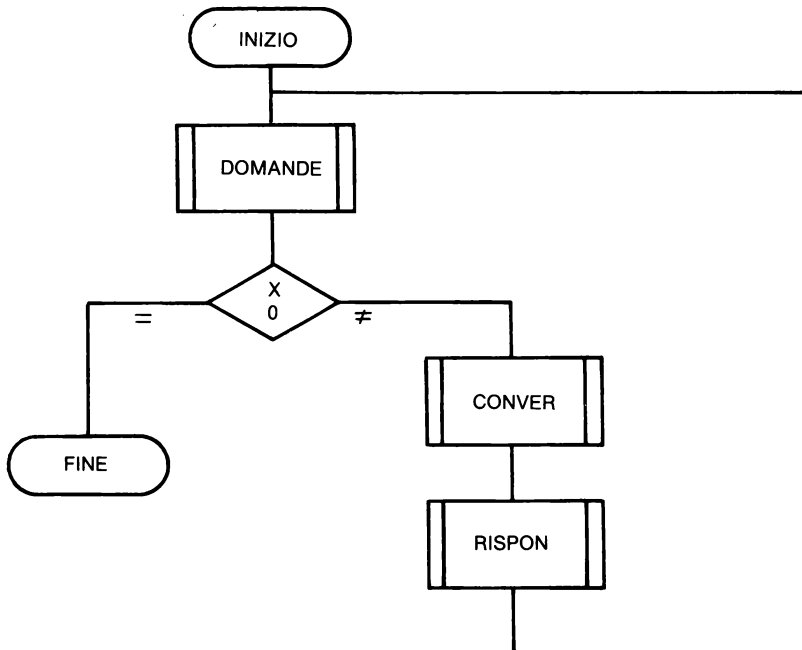 INIZIO
DOMANDE
X
0
= ≠
CONVER
FINE
RISPON